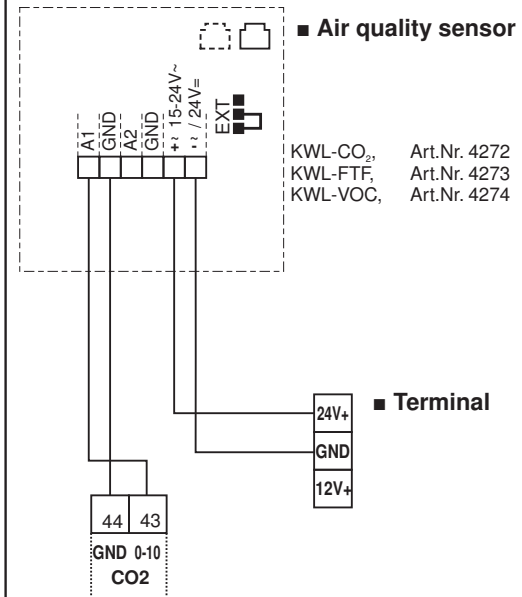 ■ Air quality sensor
A1
GND
A2
GND
+~ 15-24V~
-~ / 24V=
EXT
KWL-CO₂, Art.Nr. 4272
KWL-FTF, Art.Nr. 4273
KWL-VOC, Art.Nr. 4274
■ Terminal
24V+
GND
12V+
44 43
GND 0-10
CO2